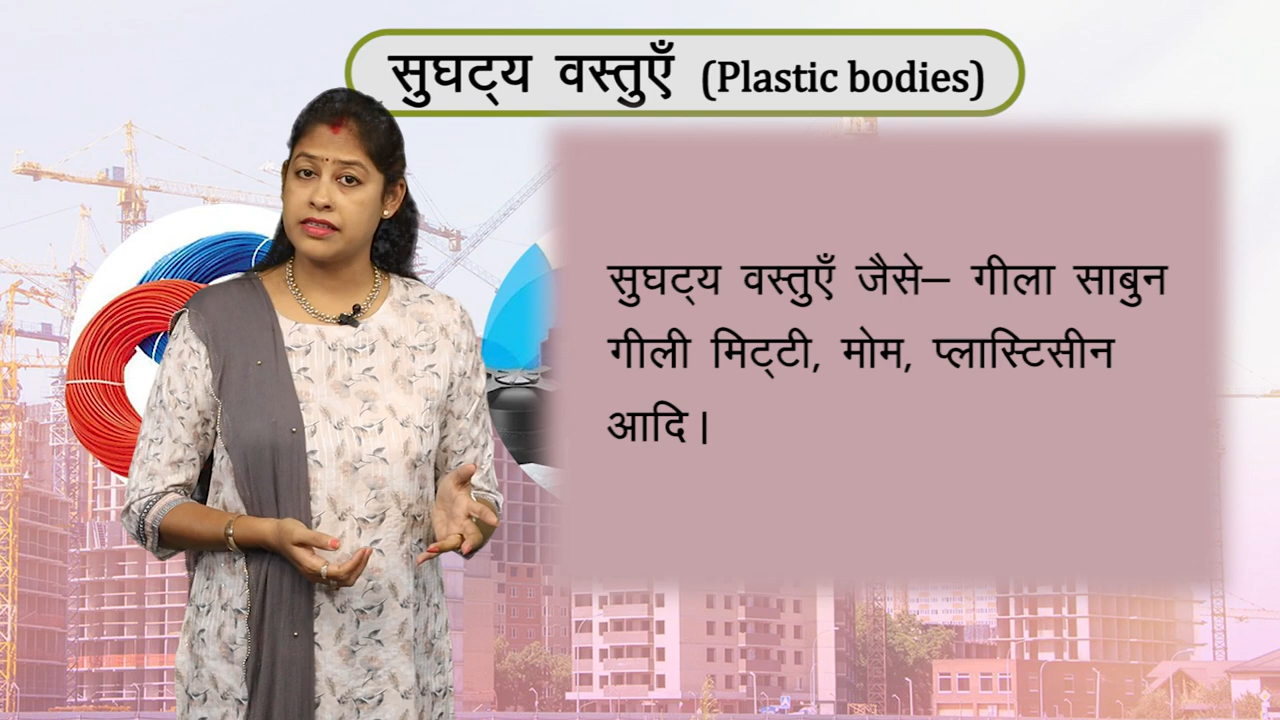 सुघट्य वस्तुएँ (Plastic bodies)
सुघट्य वस्तुएँ जैसे– गीला साबुन
गीली मिट्टी, मोम, प्लास्टिसीन
आदि।